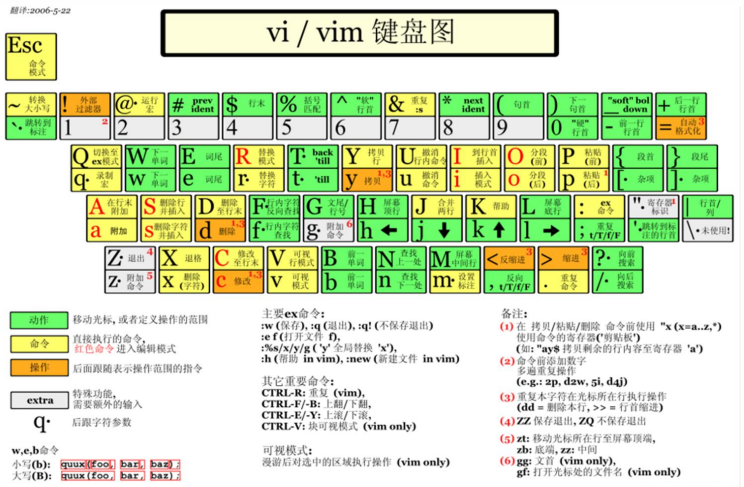 翻译:2006-5-22
vi / vim 键盘图
Esc 命令模式
~ 转换大小写
! 外部过滤器
@· 运行宏
# prev ident
$ 行末
% 括号匹配
^ "软"行首
& 重复 :s
* next ident
( 句首
) 下一句首
"soft" bol down
+ 后一行行首
`· 跳转到标注
1 2
2
3
4
5
6
7
8
9
0 "硬"行首
- 前一行行首
= 自动格式化 3
Q 切换至ex模式
W 下一单词
E 词尾
R 替换模式
T· back 'till
Y 拷贝行
U 撤消行内命令
I 到行首插入
O 分段(前)
P 粘贴(前)
{ 段首
} 段尾
q· 录制宏
w 下一单词
e 词尾
r· 替换字符
t· 'till
y 拷贝 1,3
u 撤消命令
i 插入模式
o 分段(后)
p 粘贴(后) 1
[· 杂项
]· 杂项
A 在行末附加
S 删除行并插入
D 删除至行末
F· 行内字符反向查找
G 文尾/行号
H 屏幕顶行
J 合并两行
K 帮助
L 屏幕底行
: ex命令
"· 寄存器标识 1
| 行首/列
a 附加
s 删除字符并插入
d 删除 1,3
f· 行内字符查找
g· 附加命令 6
h ←
j ↓
k ↑
l →
; 重复 t/T/f/F
'· 跳转到标注的行首
\· 未使用!
Z· 退出 4
X 退格
C 修改至行末
V 可视行模式
B 前一单词
N 查找上一处
M 屏幕中间行
< 反缩进 3
> 缩进 3
?· 向前搜索
z· 附加命令 5
x 删除(字符)
c 修改 1,3
v 可视模式
b 前一单词
n 查找下一处
m· 设置标注
, 反向 t/T/f/F
. 重复命令
/· 向后搜索
动作 移动光标, 或者定义操作的范围
命令 直接执行的命令,
红色命令 进入编辑模式
操作 后面跟随表示操作范围的指令
extra 特殊功能,
需要额外的输入
q· 后跟字符参数
w,e,b命令
小写(b): quux(foo, bar, baz);
大写(B): quux(foo, bar, baz);
主要ex命令:
:w (保存), :q (退出), :q! (不保存退出)
:e f (打开文件 f),
:%s/x/y/g ( 'y' 全局替换 'x'),
:h (帮助 in vim), :new (新建文件 in vim)
其它重要命令:
CTRL-R: 重复 (vim),
CTRL-F/-B: 上翻/下翻,
CTRL-E/-Y: 上滚/下滚,
CTRL-V: 块可视模式 (vim only)
可视模式:
漫游后对选中的区域执行操作 (vim only)
备注:
(1) 在 拷贝/粘贴/删除 命令前使用 "x (x=a..z,*)
使用命令的寄存器('剪贴板')
(如: "ay$ 拷贝剩余的行内容至寄存器 'a')
(2) 命令前添加数字
多遍重复操作
(e.g.: 2p, d2w, 5i, d4j)
(3) 重复本字符在光标所在行执行操作
(dd = 删除本行, >> = 行首缩进)
(4) ZZ 保存退出, ZQ 不保存退出
(5) zt: 移动光标所在行至屏幕顶端,
zb: 底端, zz: 中间
(6) gg: 文首 (vim only),
gf: 打开光标处的文件名 (vim only)